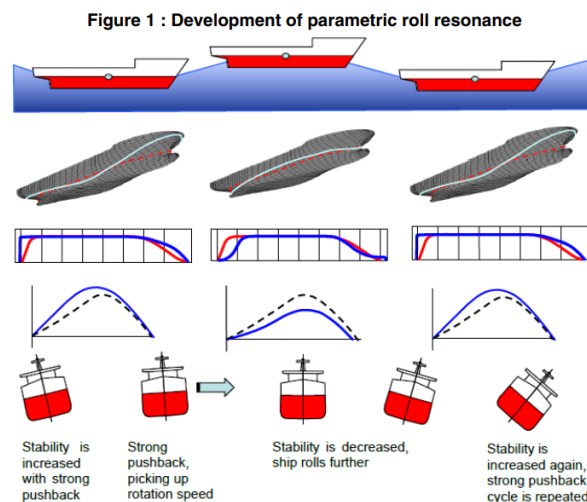 Figure 1 : Development of parametric roll resonance
Stability is
increased
with strong
pushback
Strong
pushback,
picking up
rotation speed
Stability is decreased,
ship rolls further
Stability is
increased again,
strong pushback
cycle is repeated